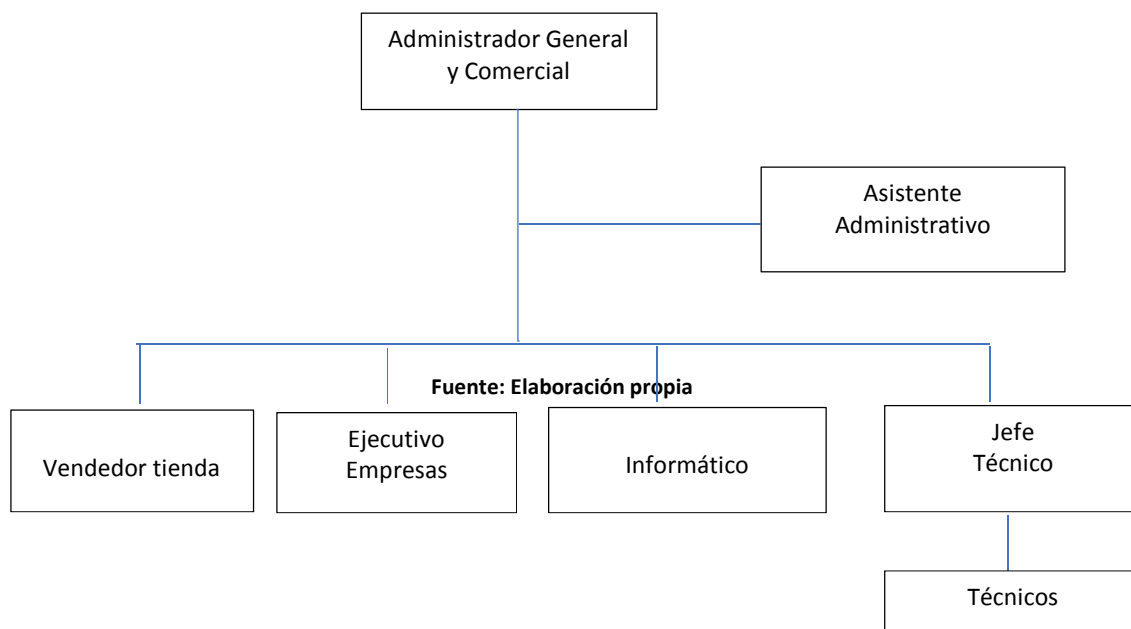 Administrador General
y Comercial
Asistente
Administrativo
Fuente: Elaboración propia
Vendedor tienda
Ejecutivo
Empresas
Informático
Jefe
Técnico
Técnicos